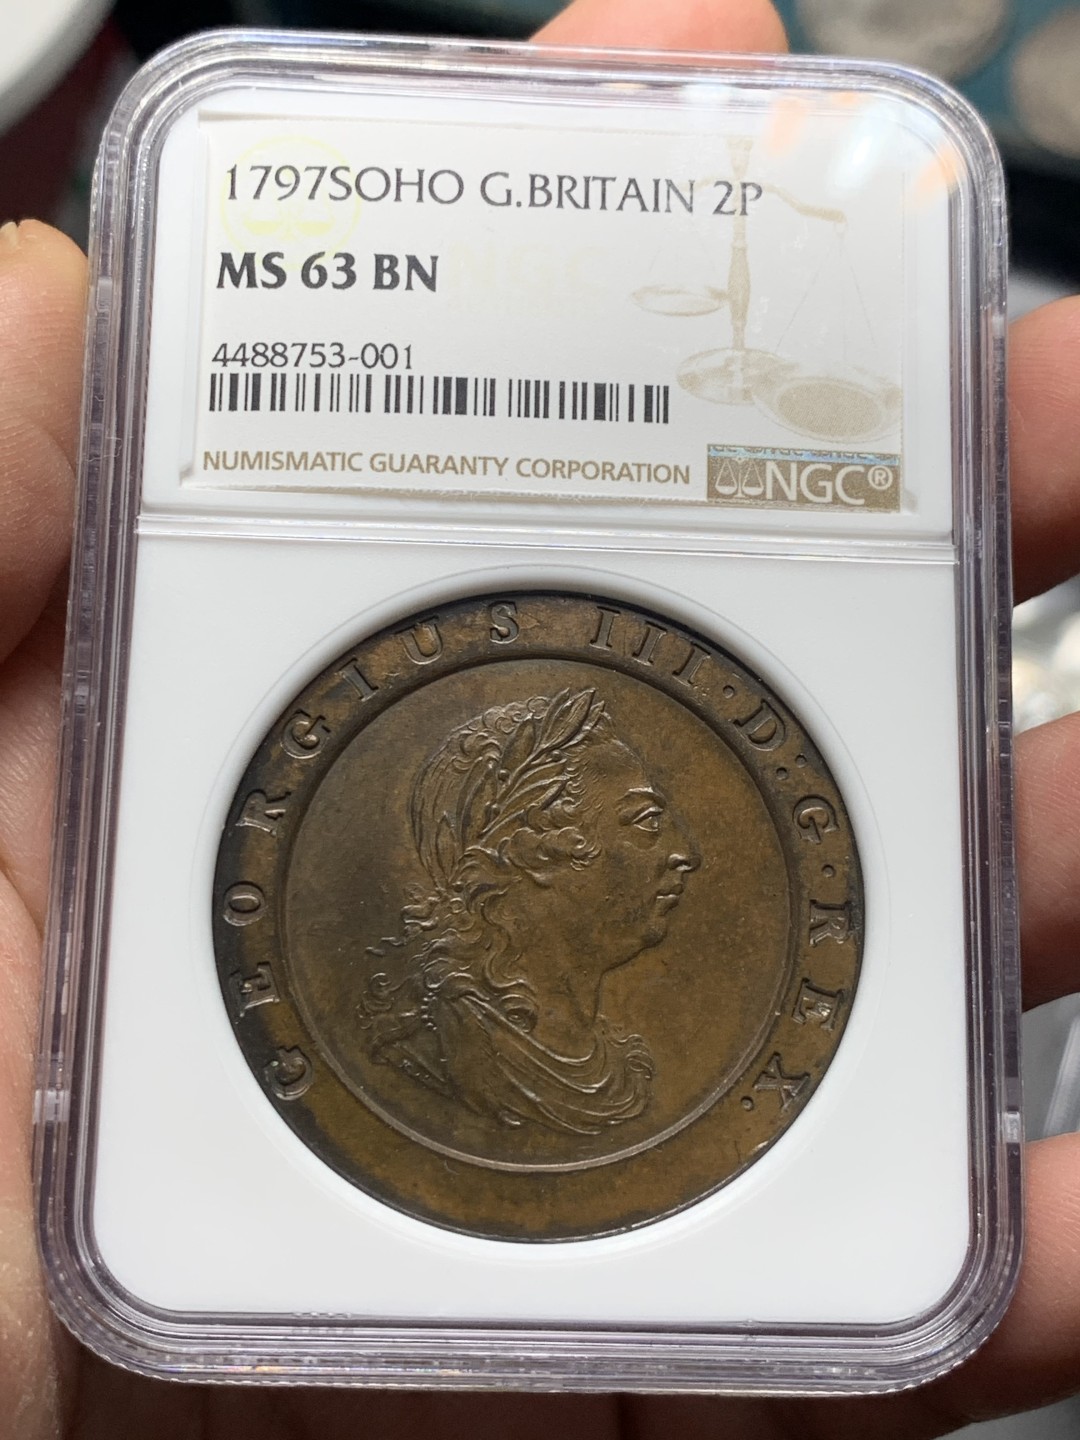 1797SOHO G.BRITAIN 2P
MS 63 BN
4488753-001
NUMISMATIC GUARANTY CORPORATION
NGC®
GEORGIUS III·D:G·REX.